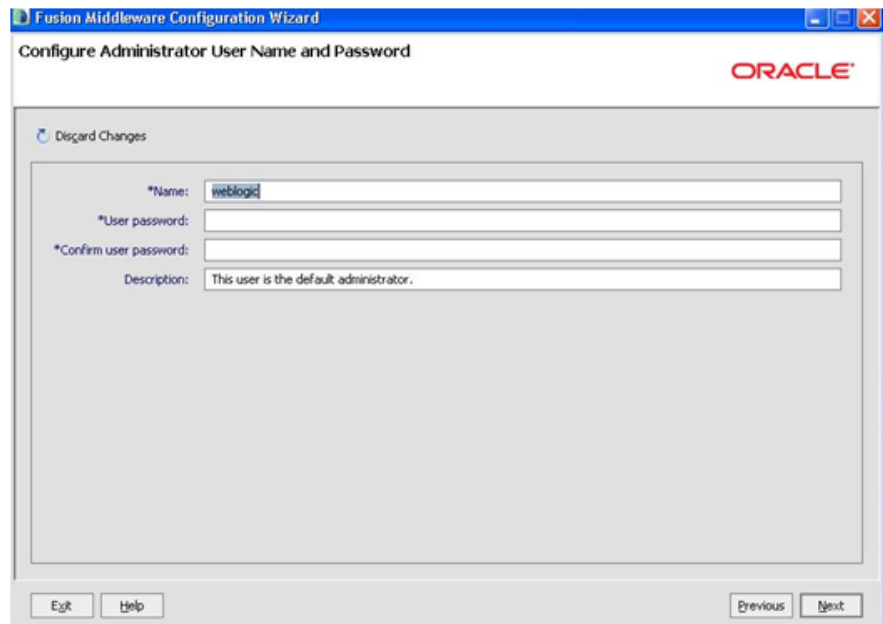 Fusion Middleware Configuration Wizard
Configure Administrator User Name and Password
ORACLE
Discard Changes
*Name: weblogic
*User password:
*Confirm user password:
Description: This user is the default administrator.
Exit Help Previous Next